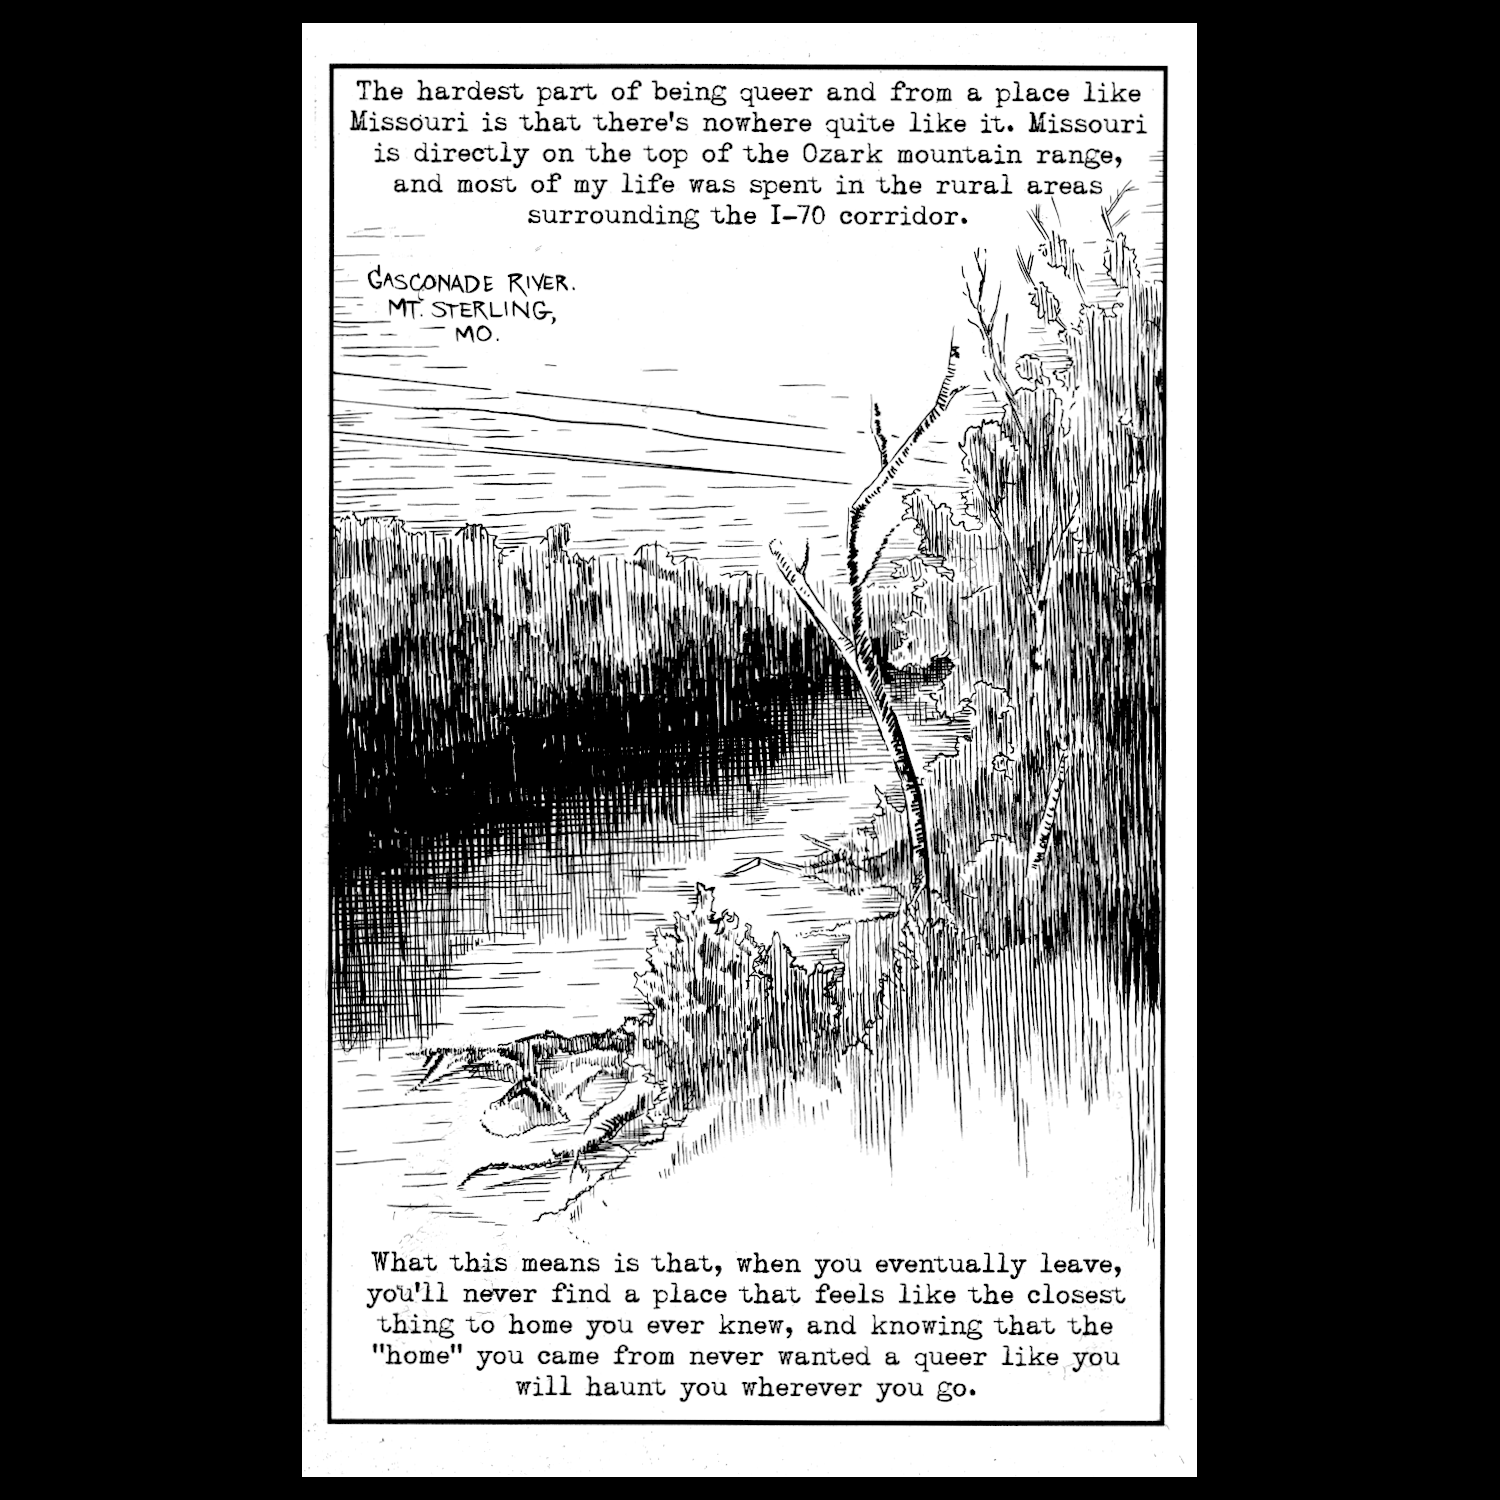 The hardest part of being queer and from a place like
Missouri is that there's nowhere quite like it. Missouri
is directly on the top of the Ozark mountain range,
and most of my life was spent in the rural areas
surrounding the I-70 corridor.
GASCONADE RIVER.
MT. STERLING,
MO.
What this means is that, when you eventually leave,
you'll never find a place that feels like the closest
thing to home you ever knew, and knowing that the
"home" you came from never wanted a queer like you
will haunt you wherever you go.